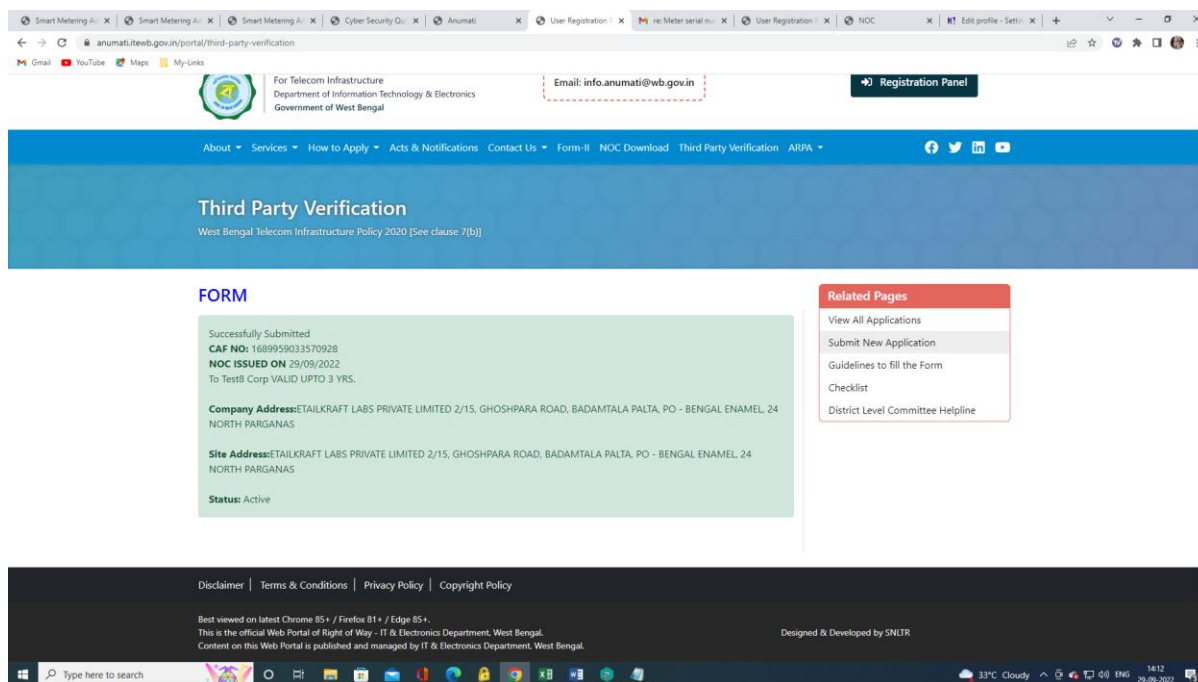 Smart Metering Ac
Smart Metering Ac
Smart Metering Ac
Cyber Security Qu
Anumati
User Registration
re: Meter serial nu
User Registration
NOC
Edit profile - Setti
anumati.itewb.gov.in/portal/third-party-verification
Gmail YouTube Maps My-Links
For Telecom Infrastructure
Department of Information Technology & Electronics
Government of West Bengal
Email: info.anumati@wb.gov.in
Registration Panel
About Services How to Apply Acts & Notifications Contact Us Form-II NOC Download Third Party Verification ARPA
Third Party Verification
West Bengal Telecom Infrastructure Policy 2020 [See clause 7(b)]
FORM
Successfully Submitted
CAF NO: 1689959033570928
NOC ISSUED ON 29/09/2022
To Test8 Corp VALID UPTO 3 YRS.
Company Address:ETAILKRAFT LABS PRIVATE LIMITED 2/15, GHOSHPARA ROAD, BADAMTALA PALTA, PO - BENGAL ENAMEL, 24
NORTH PARGANAS
Site Address:ETAILKRAFT LABS PRIVATE LIMITED 2/15, GHOSHPARA ROAD, BADAMTALA PALTA, PO - BENGAL ENAMEL, 24
NORTH PARGANAS
Status: Active
Related Pages
View All Applications
Submit New Application
Guidelines to fill the Form
Checklist
District Level Committee Helpline
Disclaimer | Terms & Conditions | Privacy Policy | Copyright Policy
Best viewed on latest Chrome 85+ / Firefox 81+ / Edge 85+.
This is the official Web Portal of Right of Way - IT & Electronics Department, West Bengal.
Content on this Web Portal is published and managed by IT & Electronics Department, West Bengal.
Designed & Developed by SNLTR
Type here to search
33°C Cloudy
ENG
14:12
29-09-2022